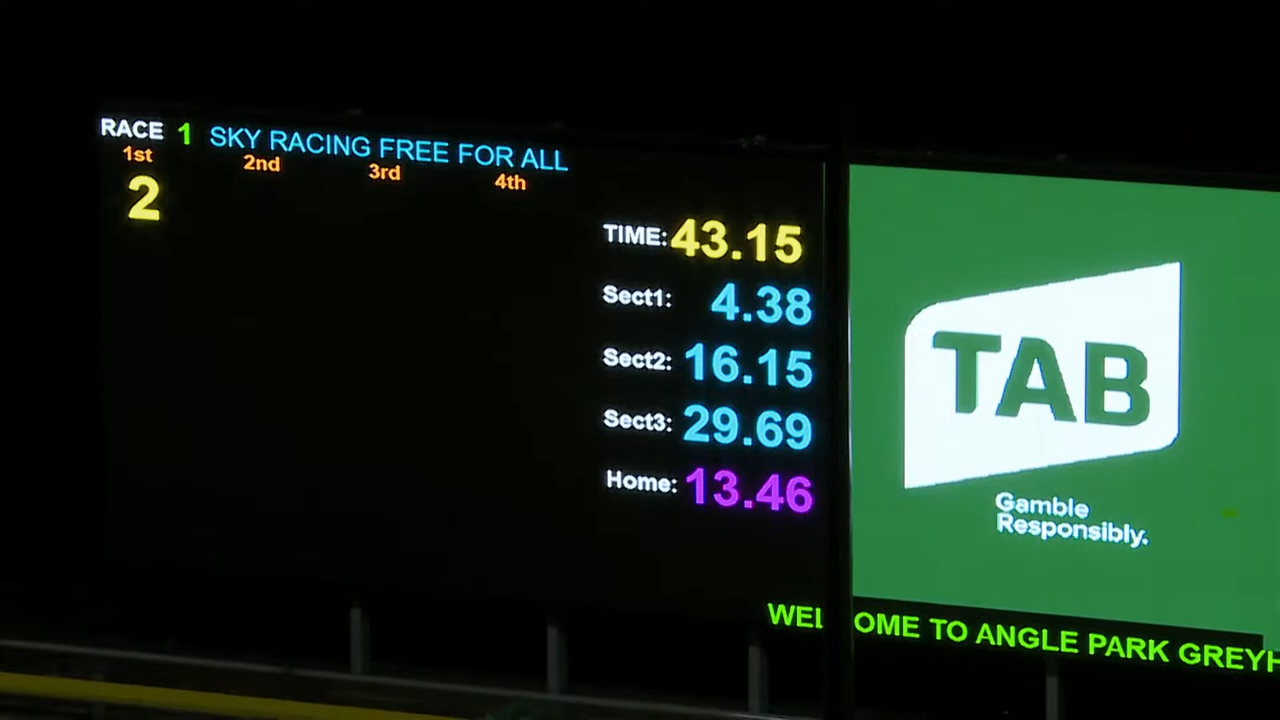 RACE 1 SKY RACING FREE FOR ALL
1st 2nd 3rd 4th
2
TIME: 43.15
Sect1: 4.38
Sect2: 16.15
Sect3: 29.69
Home: 13.46
TAB
Gamble
Responsibly.
WEL OME TO ANGLE PARK GREYH